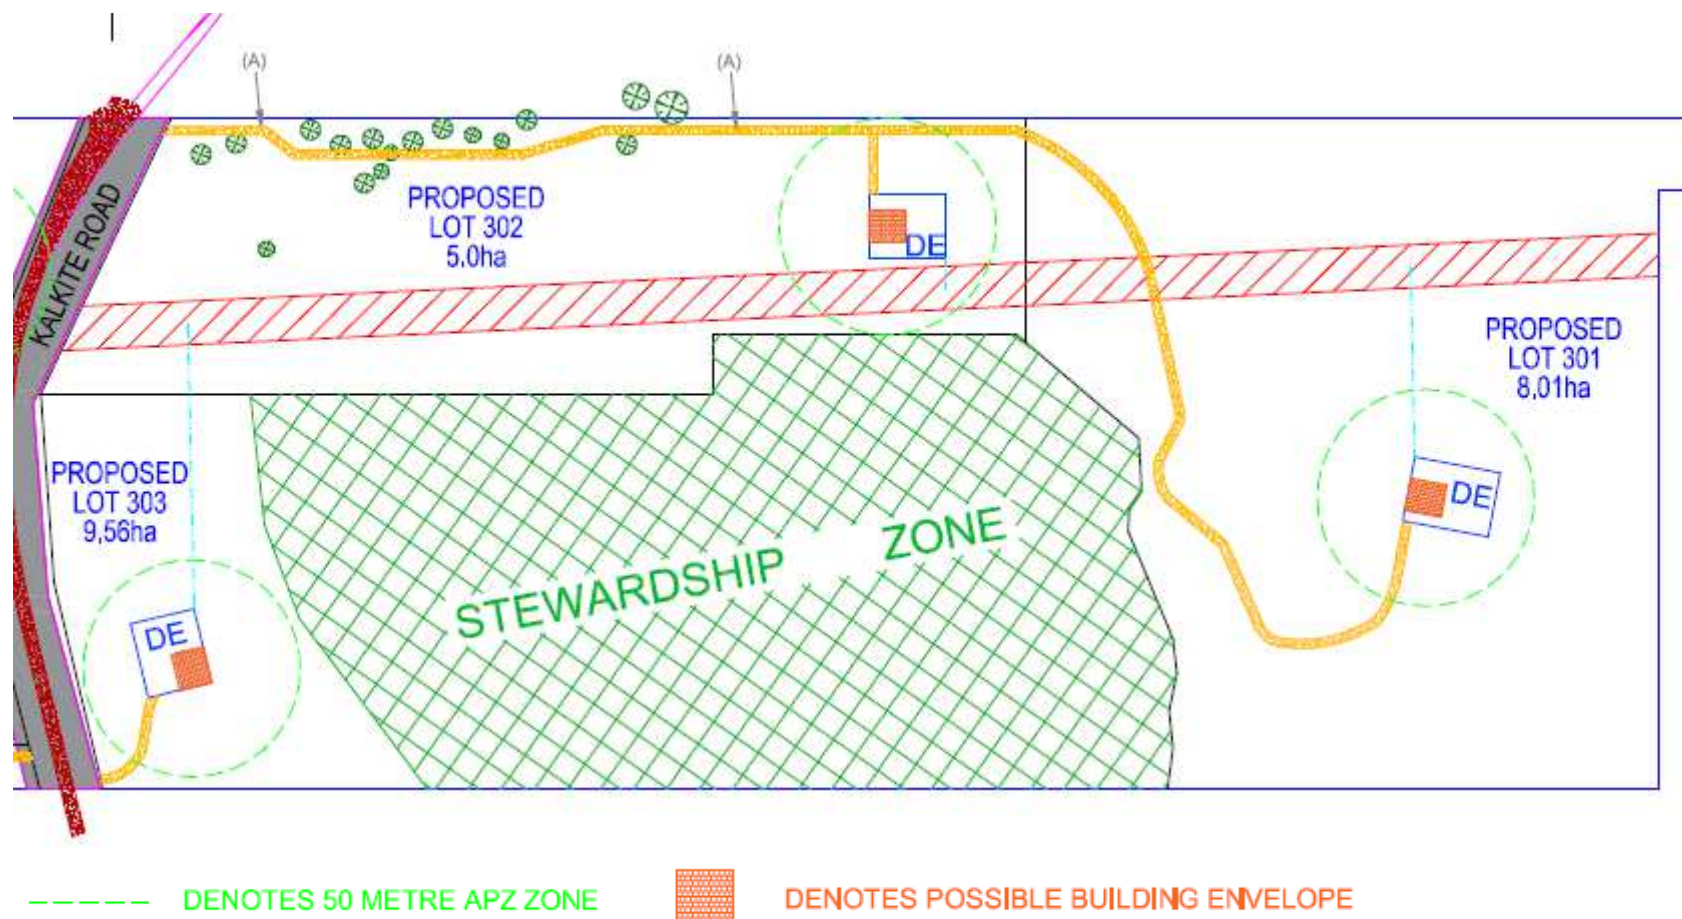 (A)
(A)
KALKITE ROAD
PROPOSED
LOT 302
5,0ha
DE
PROPOSED
LOT 301
8,01ha
DE
PROPOSED
LOT 303
9,56ha
DE
STEWARDSHIP ZONE
DENOTES 50 METRE APZ ZONE
DENOTES POSSIBLE BUILDING ENVELOPE